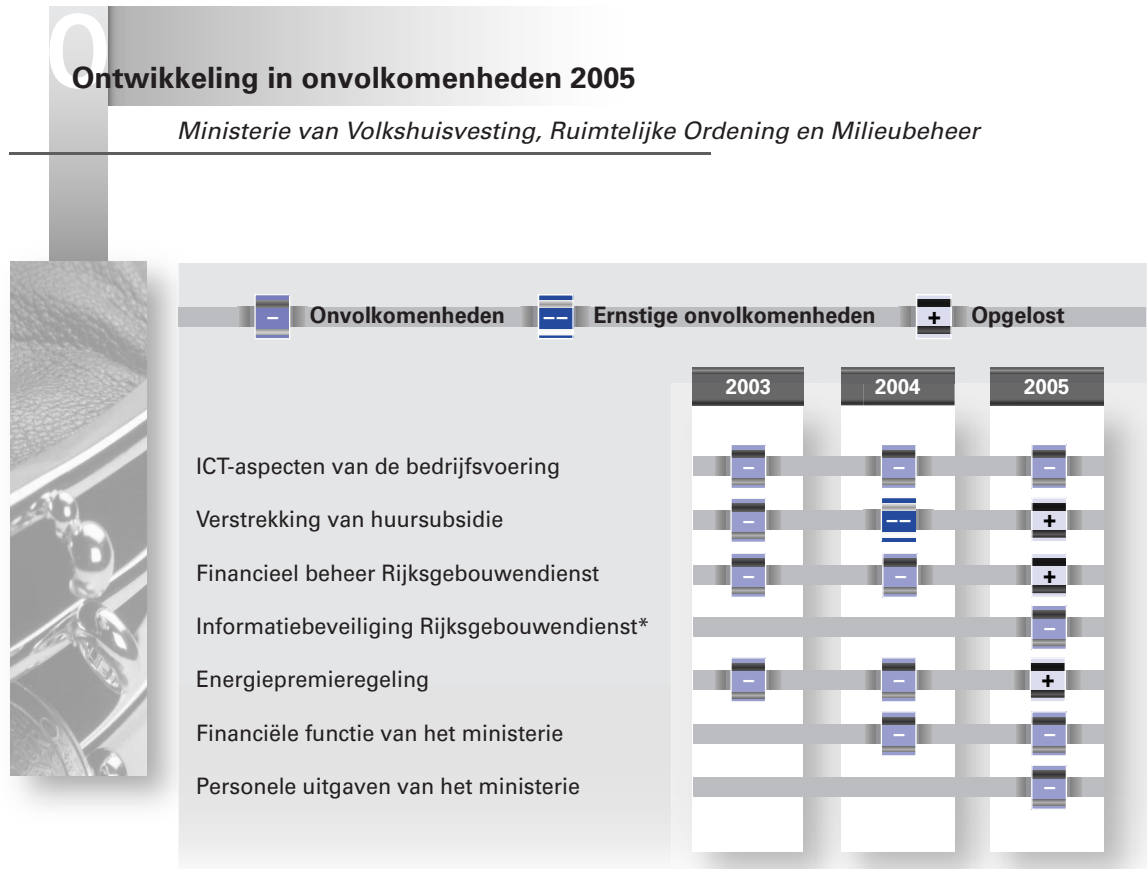 O
Ontwikkeling in onvolkomenheden 2005
Ministerie van Volkshuisvesting, Ruimtelijke Ordening en Milieubeheer
– Onvolkomenheden –– Ernstige onvolkomenheden + Opgelost
2003 2004 2005
ICT-aspecten van de bedrijfsvoering – – –
Verstrekking van huursubsidie – –– +
Financieel beheer Rijksgebouwendienst – – +
Informatiebeveiliging Rijksgebouwendienst* –
Energiepremieregeling – – +
Financiële functie van het ministerie – –
Personele uitgaven van het ministerie –